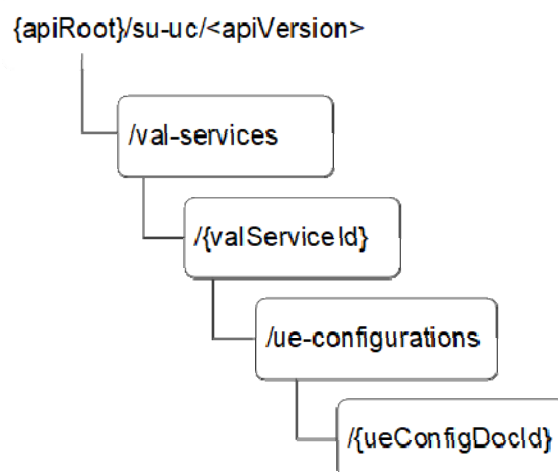 {apiRoot}/su-uc/<apiVersion>
/val-services
/{valServiceId}
/ue-configurations
/{ueConfigDocId}